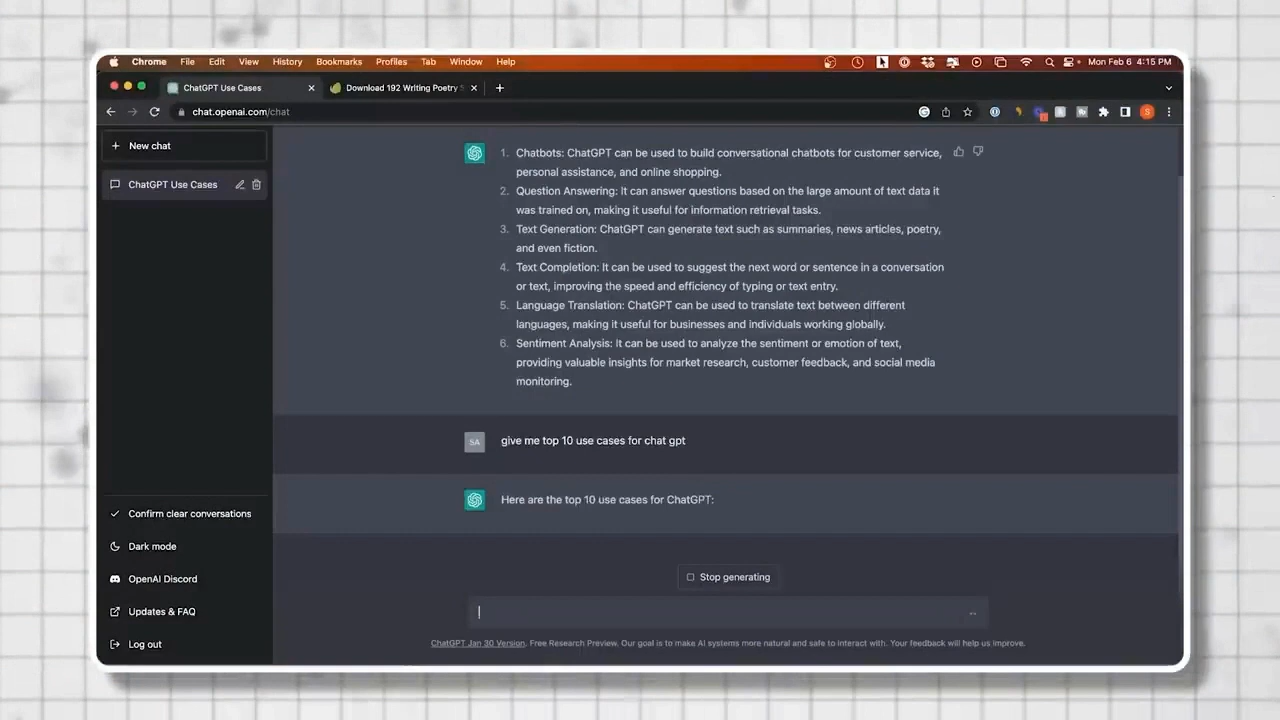 Chrome File Edit View History Bookmarks Profiles Tab Window Help Mon Feb 6 4:15 PM
ChatGPT Use Cases Download 192 Writing Poetry
chat.openai.com/chat
New chat
ChatGPT Use Cases
1. Chatbots: ChatGPT can be used to build conversational chatbots for customer service,
personal assistance, and online shopping.
2. Question Answering: It can answer questions based on the large amount of text data it
was trained on, making it useful for information retrieval tasks.
3. Text Generation: ChatGPT can generate text such as summaries, news articles, poetry,
and even fiction.
4. Text Completion: It can be used to suggest the next word or sentence in a conversation
or text, improving the speed and efficiency of typing or text entry.
5. Language Translation: ChatGPT can be used to translate text between different
languages, making it useful for businesses and individuals working globally.
6. Sentiment Analysis: It can be used to analyze the sentiment or emotion of text,
providing valuable insights for market research, customer feedback, and social media
monitoring.
SA give me top 10 use cases for chat gpt
Here are the top 10 use cases for ChatGPT:
Confirm clear conversations
Dark mode
OpenAI Discord
Updates & FAQ
Log out
Stop generating
ChatGPT Jan 30 Version. Free Research Preview. Our goal is to make AI systems more natural and safe to interact with. Your feedback will help us improve.